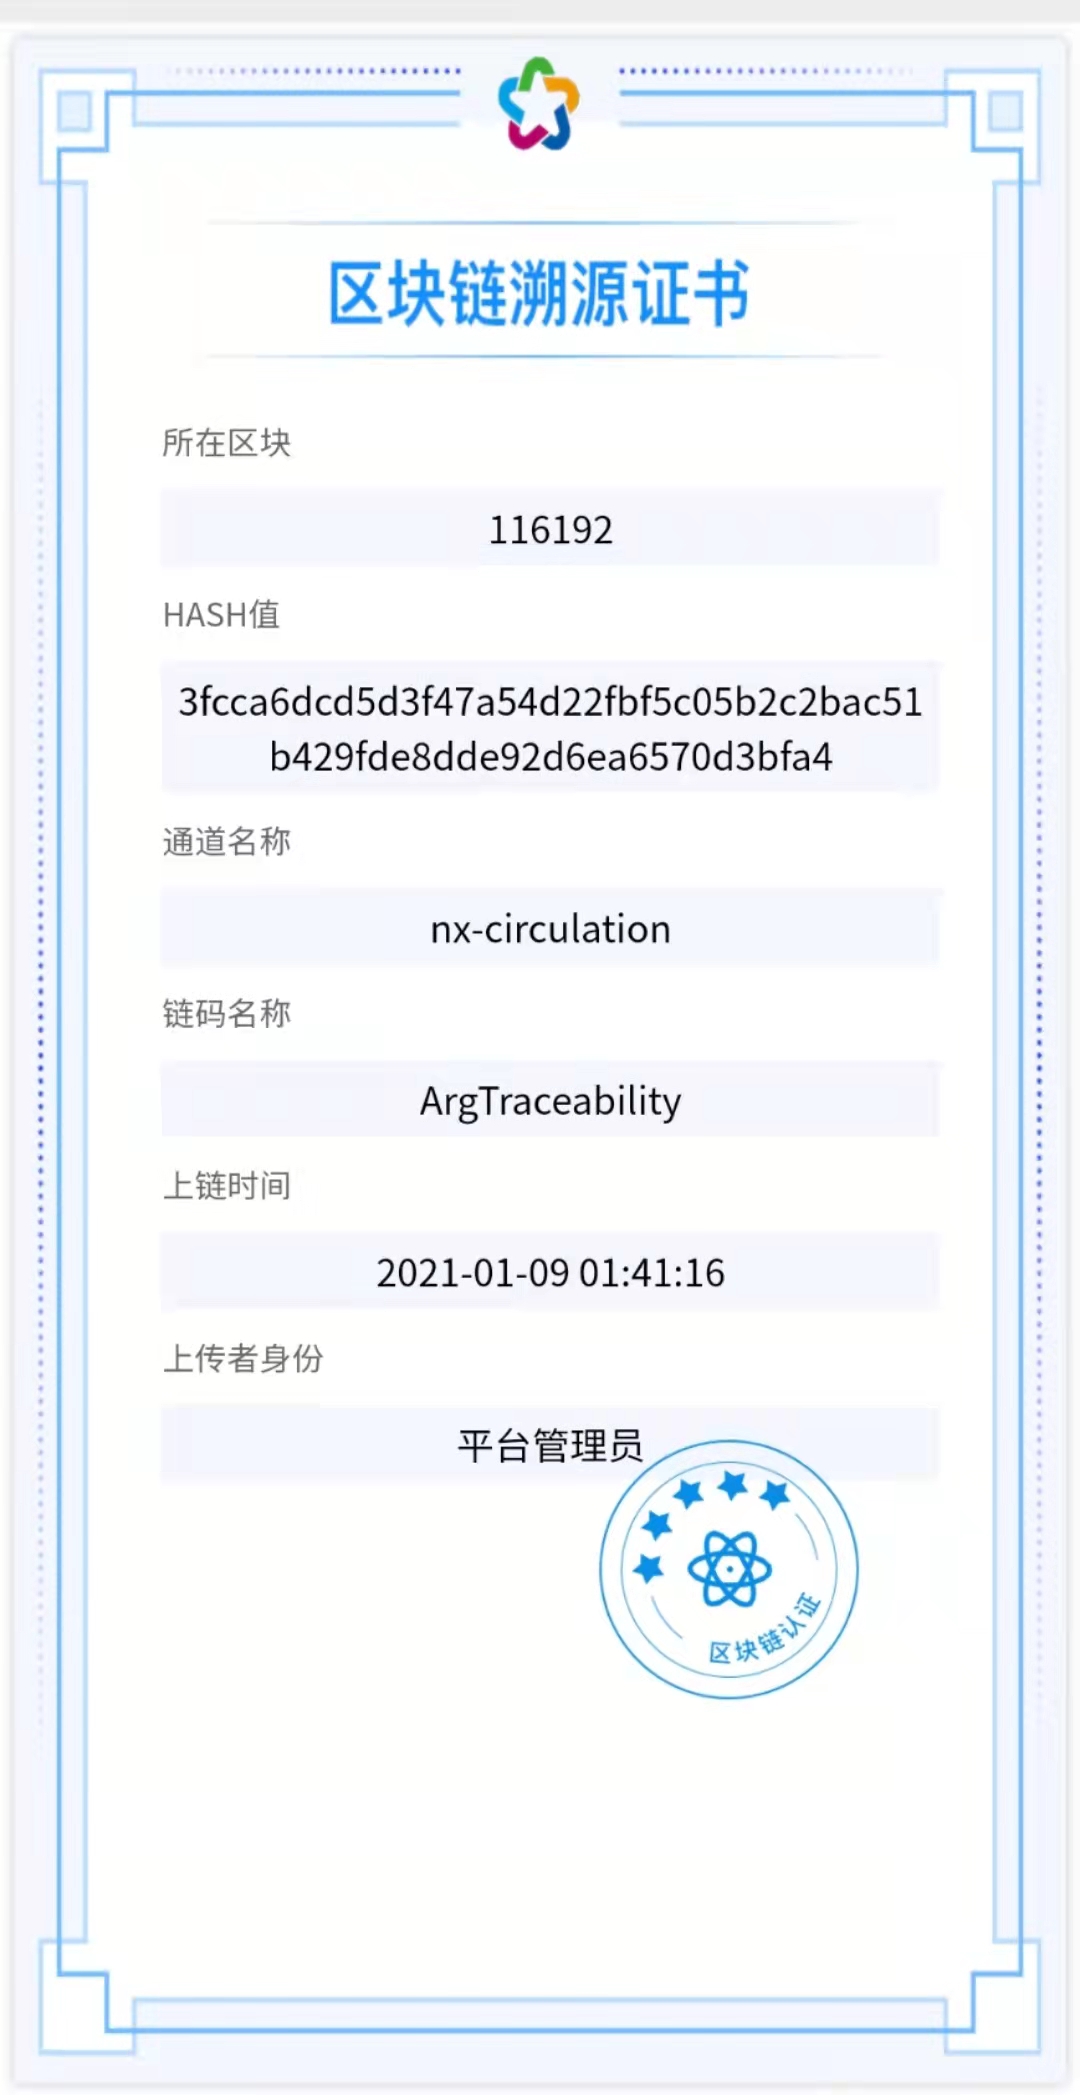 区块链溯源证书
所在区块
116192
HASH值
3fcca6dcd5d3f47a54d22fbf5c05b2c2bac51
b429fde8dde92d6ea6570d3bfa4
通道名称
nx-circulation
链码名称
ArgTraceability
上链时间
2021-01-09 01:41:16
上传者身份
平台管理员
区块链认证